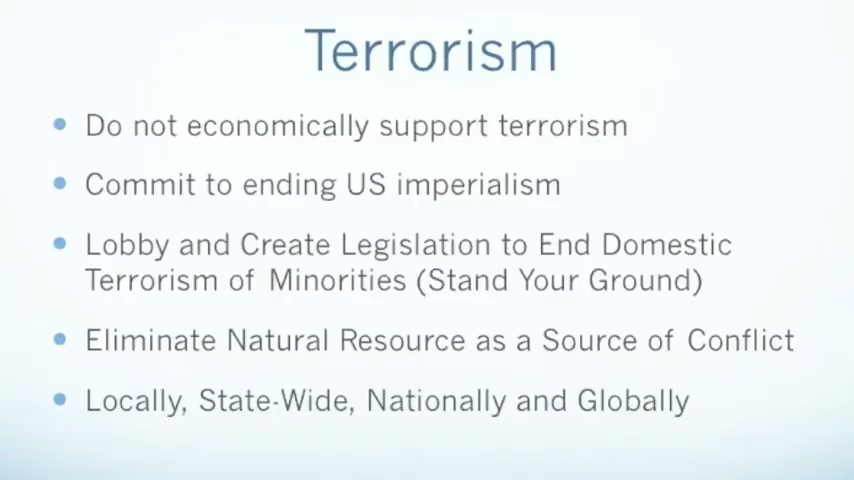 Terrorism
Do not economically support terrorism
Commit to ending US imperialism
Lobby and Create Legislation to End Domestic
Terrorism of Minorities (Stand Your Ground)
Eliminate Natural Resource as a Source of Conflict
Locally, State-Wide, Nationally and Globally